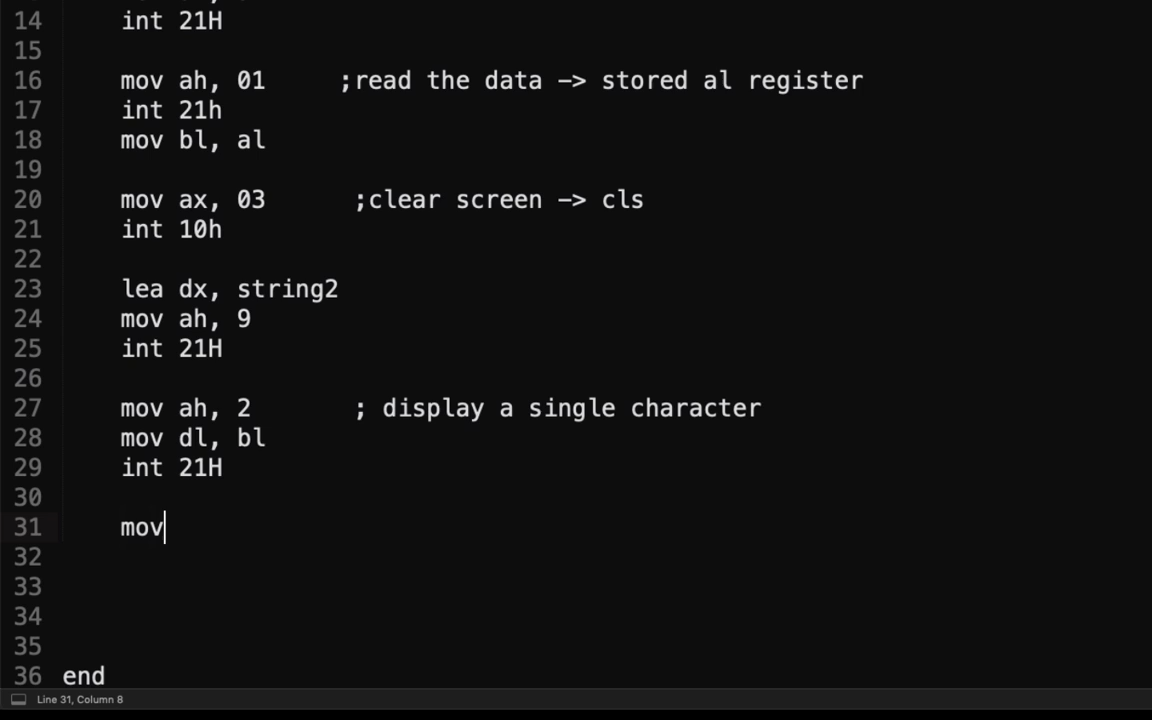 14 int 21H
15
16 mov ah, 01 ;read the data -> stored al register
17 int 21h
18 mov bl, al
19
20 mov ax, 03 ;clear screen -> cls
21 int 10h
22
23 lea dx, string2
24 mov ah, 9
25 int 21H
26
27 mov ah, 2 ; display a single character
28 mov dl, bl
29 int 21H
30
31 mov
32
33
34
35
36 end
Line 31, Column 8